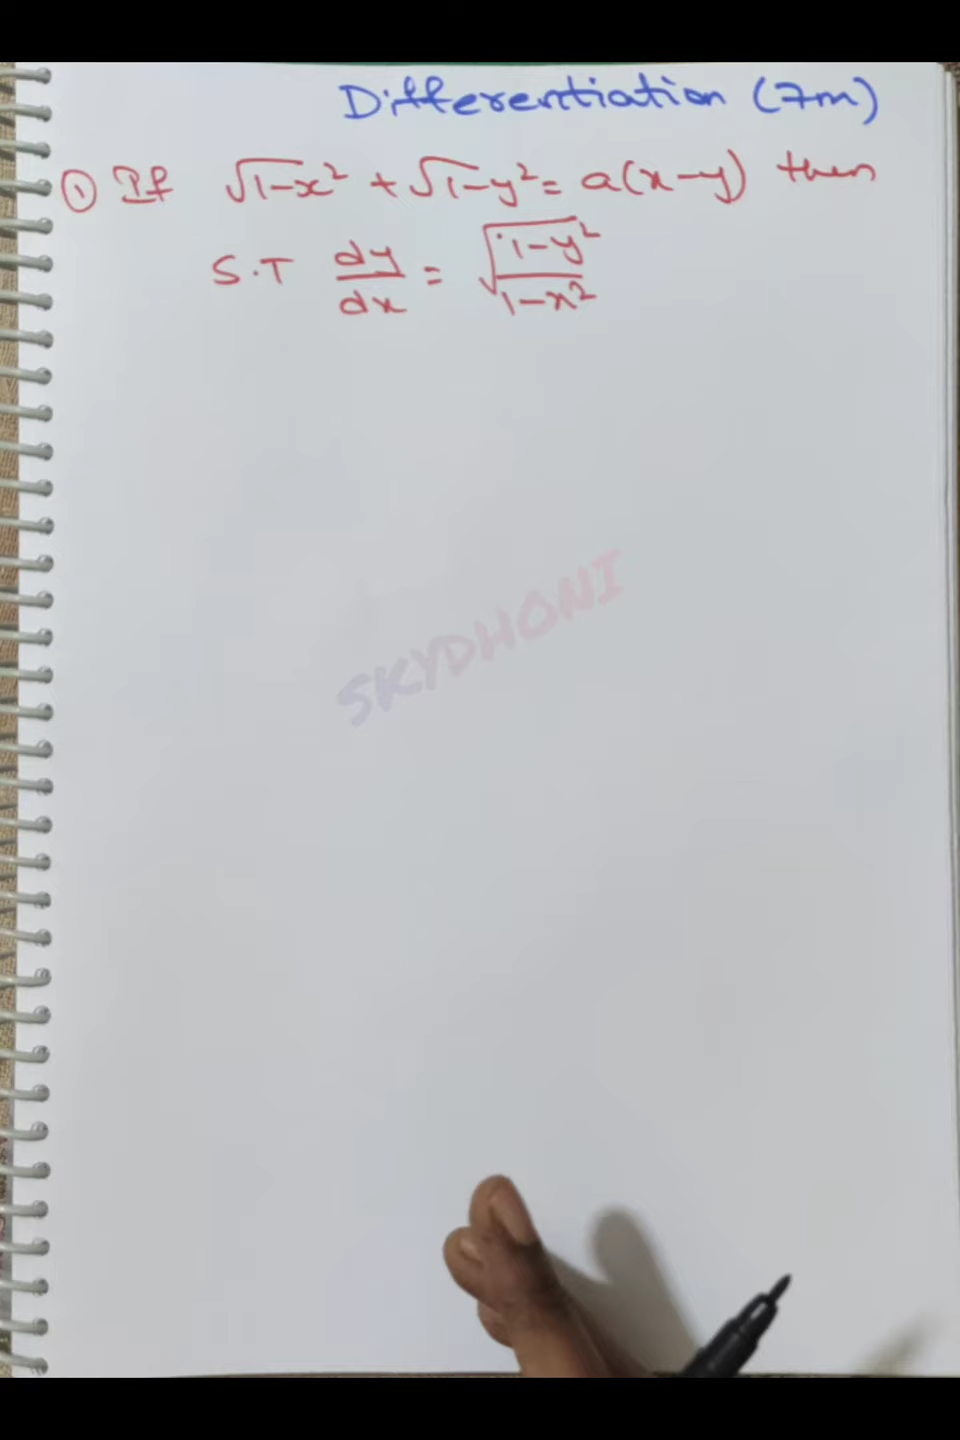 Differentiation (7m)
① If √1-x² + √1-y² = a(x-y) then
S.T dy/dx = √(1-y²/1-x²)
SKYDHONI